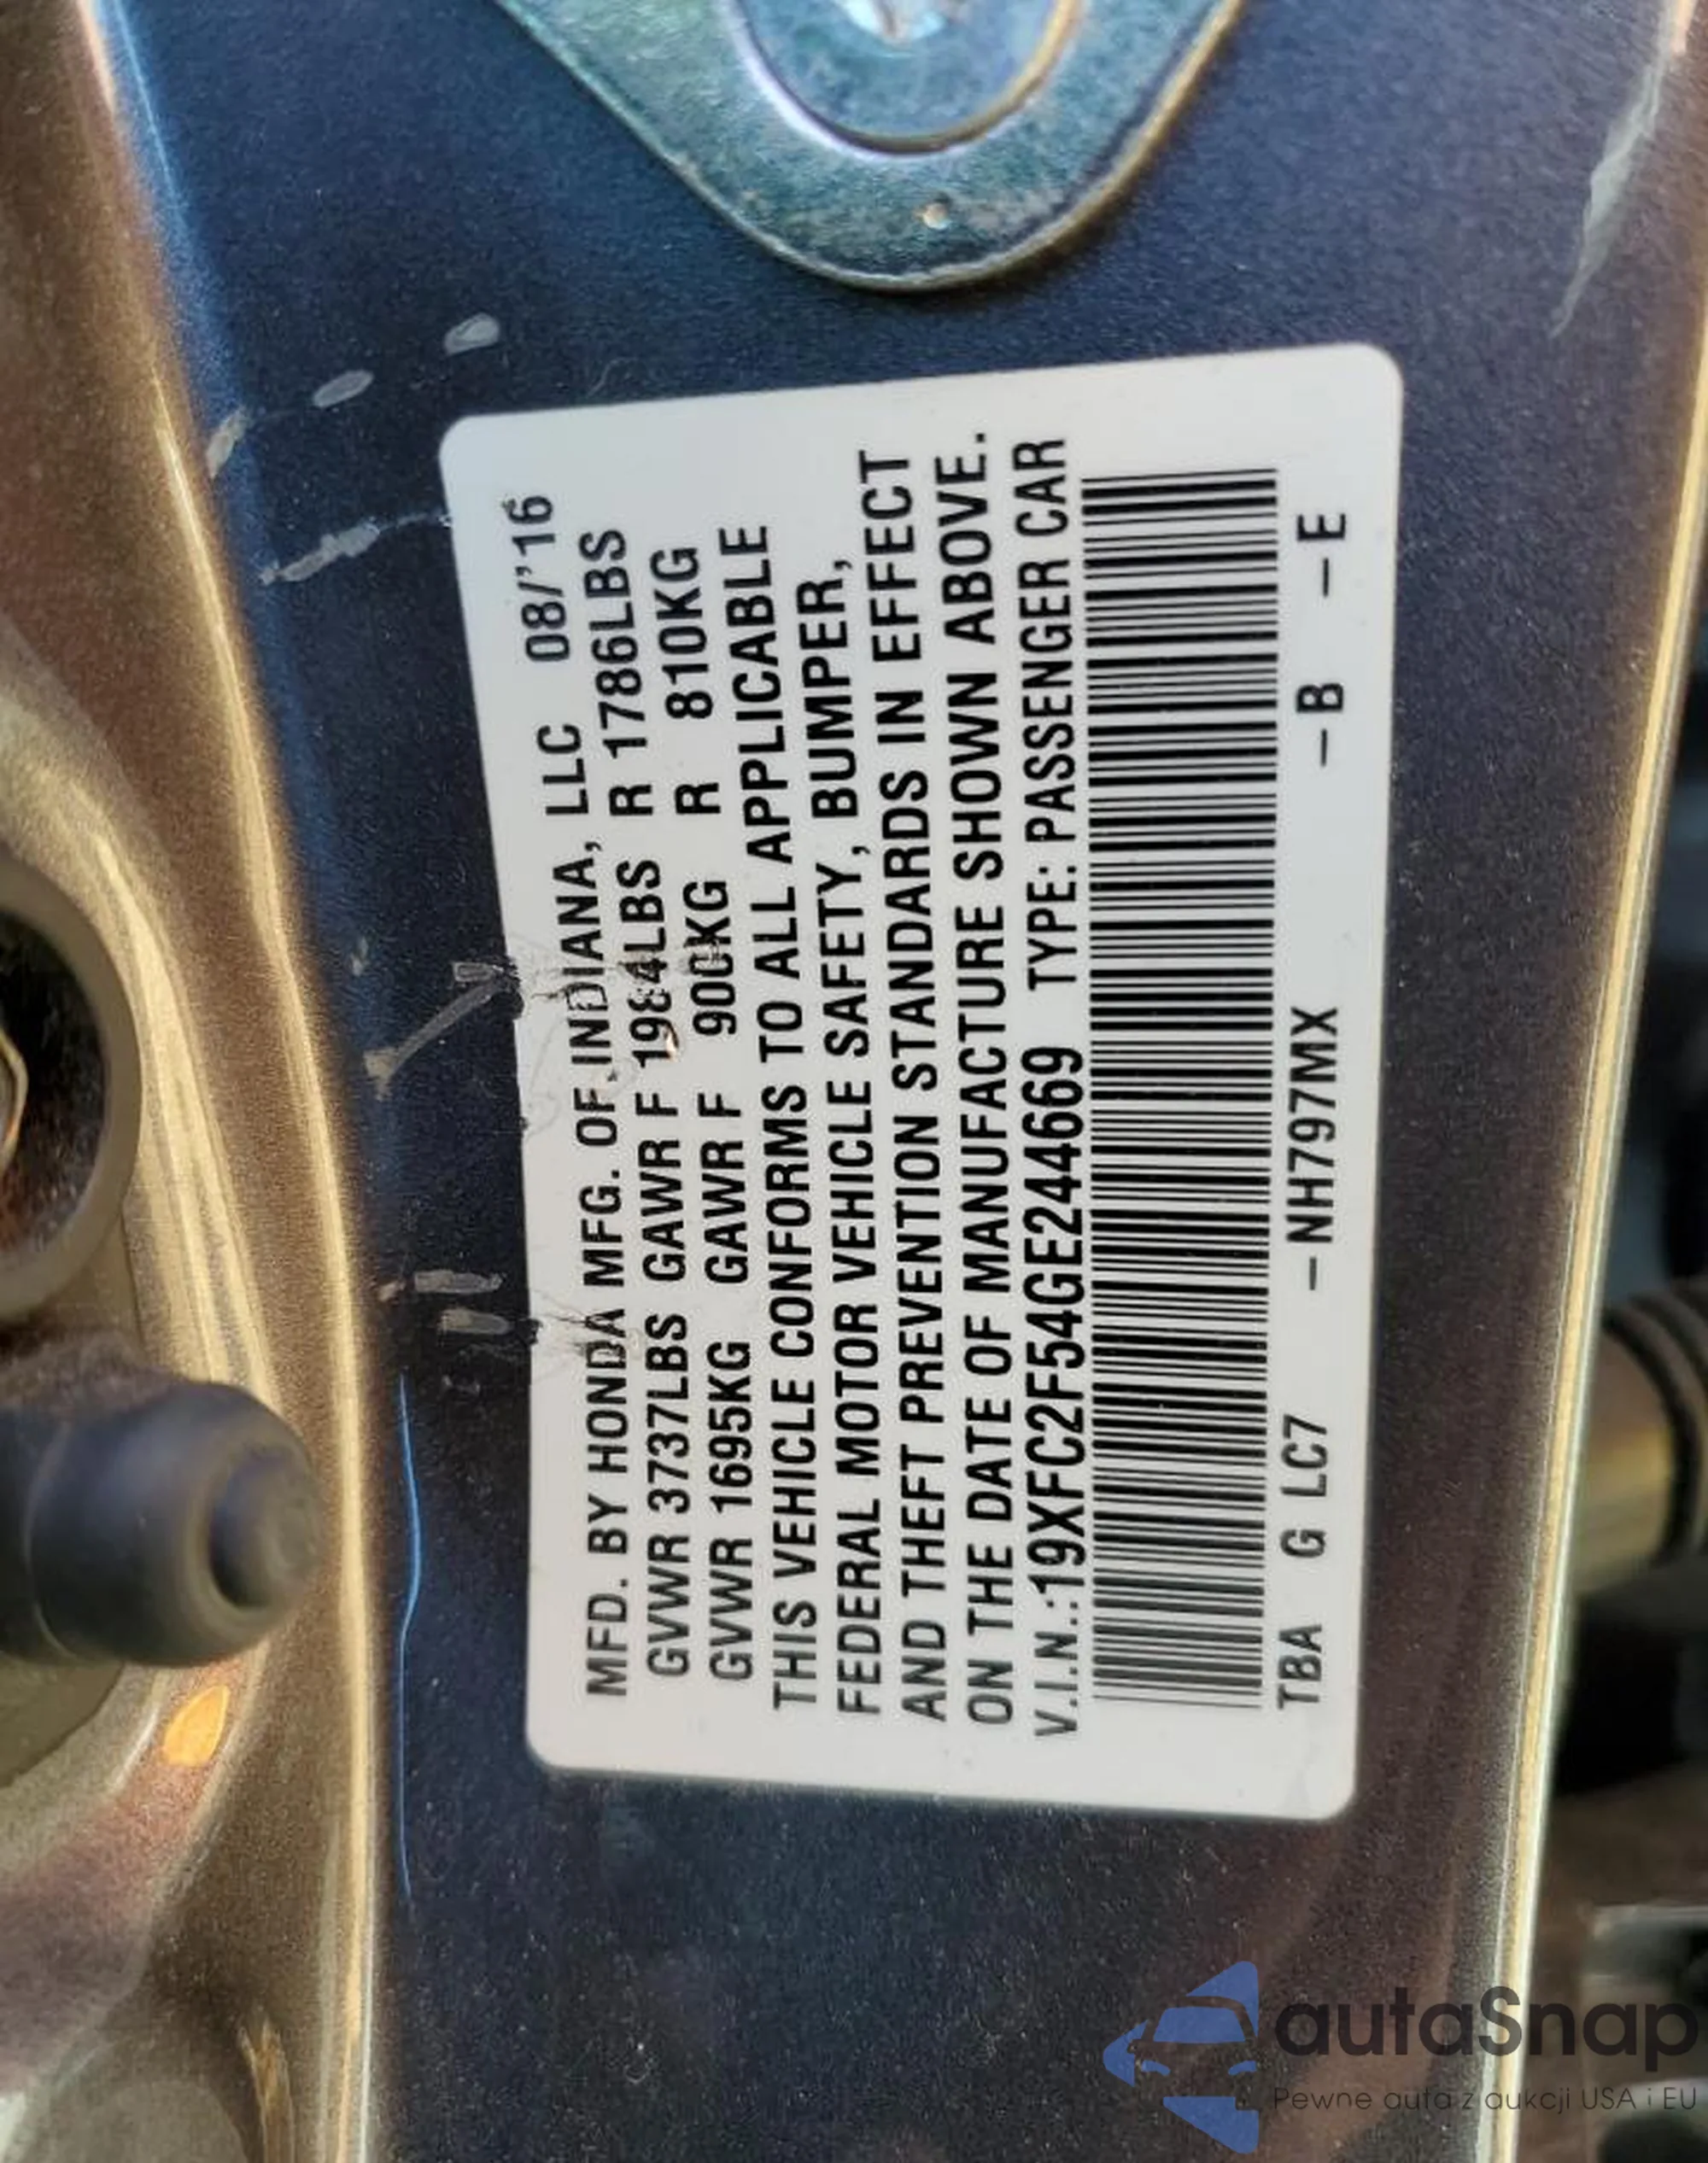 MFD. BY HONDA MFG. OF INDIANA, LLC 08/'16
GVWR 3737LBS GAWR F 1984LBS R 1786LBS
GVWR 1695KG GAWR F 900KG R 810KG
THIS VEHICLE CONFORMS TO ALL APPLICABLE
FEDERAL MOTOR VEHICLE SAFETY, BUMPER,
AND THEFT PREVENTION STANDARDS IN EFFECT
ON THE DATE OF MANUFACTURE SHOWN ABOVE.
V.I.N.:19XFC2F54GE244669 TYPE: PASSENGER CAR
TBA G LC7 –NH797MX –B –E
autaSnap
Pewne auta z aukcji USA i EU